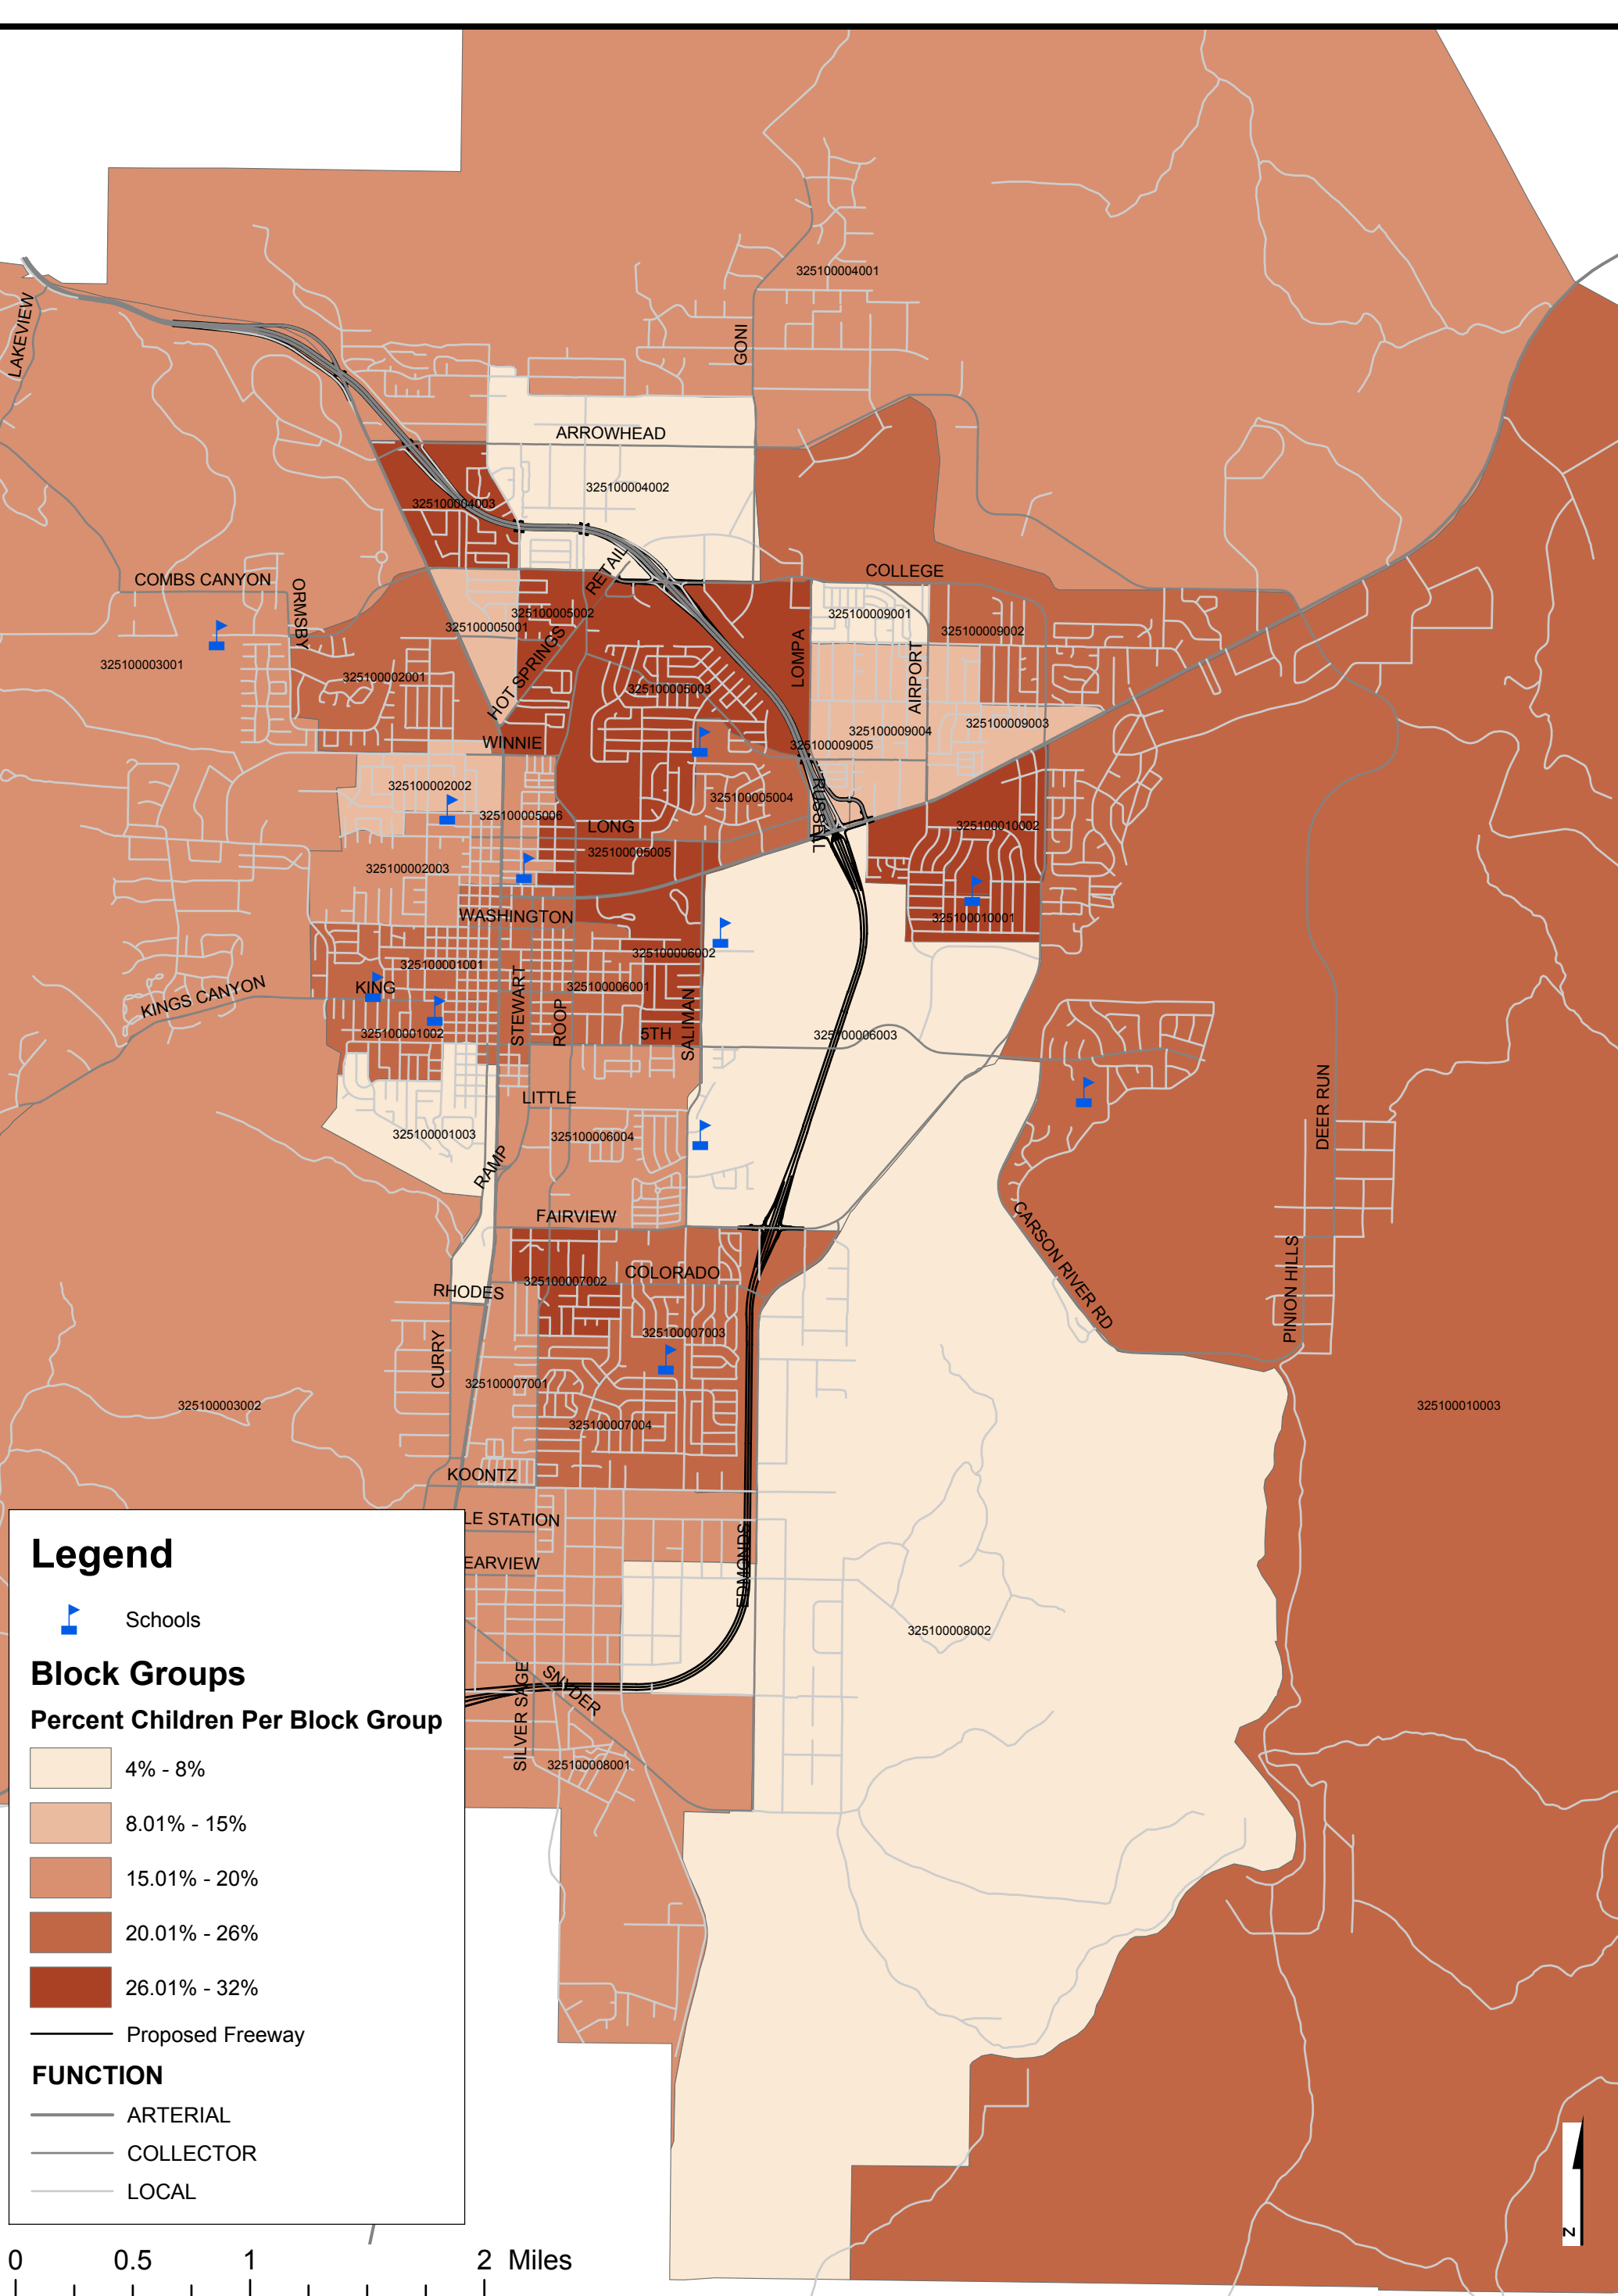 325100004001
LAKEVIEW
GONI
ARROWHEAD
325100004002
325100004003
RETAIL
COLLEGE
COMBS CANYON
ORMSBY
325100005002
325100005001
325100009001
325100009002
HOT SPRINGS
LOMPA
AIRPORT
325100003001
325100002001
325100005003
325100009003
325100009004
WINNIE
325100009005
325100002002
325100005004
RUSSELL
325100005006
LONG
325100010002
325100005005
325100002003
WASHINGTON
325100010001
325100006002
325100001001
KINGS CANYON
KING
STEWART
ROOP
325100006001
SALIMAN
5TH
325100001002
325100006003
LITTLE
325100001003
325100006004
DEER RUN
RAMP
FAIRVIEW
CARSON RIVER RD
COLORADO
325100007002
RHODES
PINION HILLS
325100007003
CURRY
325100007001
325100003002
325100010003
325100007004
KOONTZ
LE STATION
EARVIEW
EDMONDS
325100008002
SNYDER
SILVER SAGE
325100008001
Legend
Schools
Block Groups
Percent Children Per Block Group
4% - 8%
8.01% - 15%
15.01% - 20%
20.01% - 26%
26.01% - 32%
Proposed Freeway
FUNCTION
ARTERIAL
COLLECTOR
LOCAL
0 0.5 1 2 Miles
N